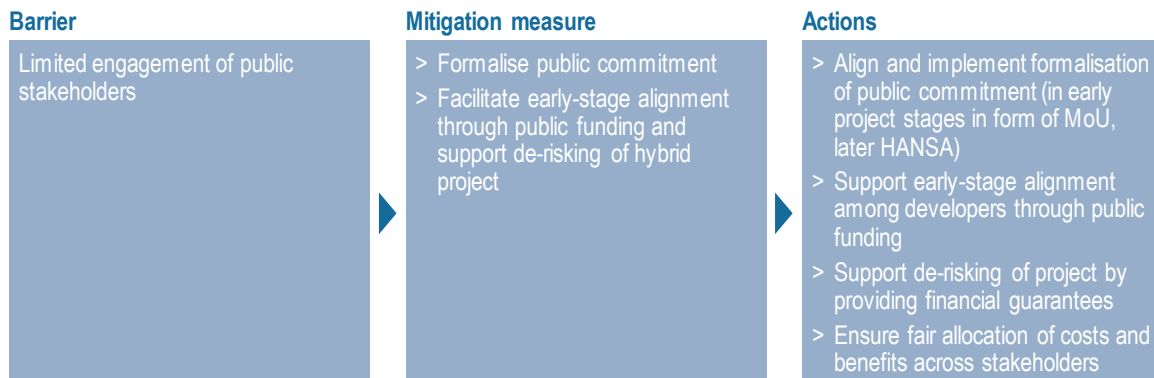 Barrier
Limited engagement of public
stakeholders
Mitigation measure
> Formalise public commitment
> Facilitate early-stage alignment
through public funding and
support de-risking of hybrid
project
Actions
> Align and implement formalisation
of public commitment (in early
project stages in form of MoU,
later HANSA)
> Support early-stage alignment
among developers through public
funding
> Support de-risking of project by
providing financial guarantees
> Ensure fair allocation of costs and
benefits across stakeholders